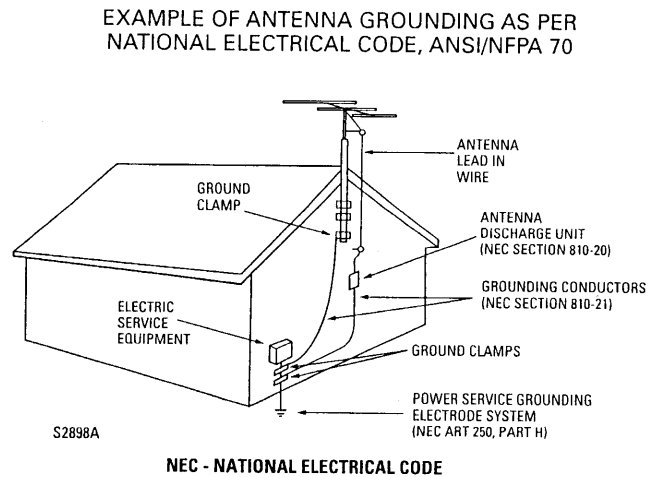 EXAMPLE OF ANTENNA GROUNDING AS PER
NATIONAL ELECTRICAL CODE, ANSI/NFPA 70
ANTENNA
LEAD IN
WIRE
GROUND
CLAMP
ANTENNA
DISCHARGE UNIT
(NEC SECTION 810-20)
GROUNDING CONDUCTORS
(NEC SECTION 810-21)
ELECTRIC
SERVICE
EQUIPMENT
GROUND CLAMPS
POWER SERVICE GROUNDING
ELECTRODE SYSTEM
(NEC ART 250, PART H)
S2898A
NEC - NATIONAL ELECTRICAL CODE